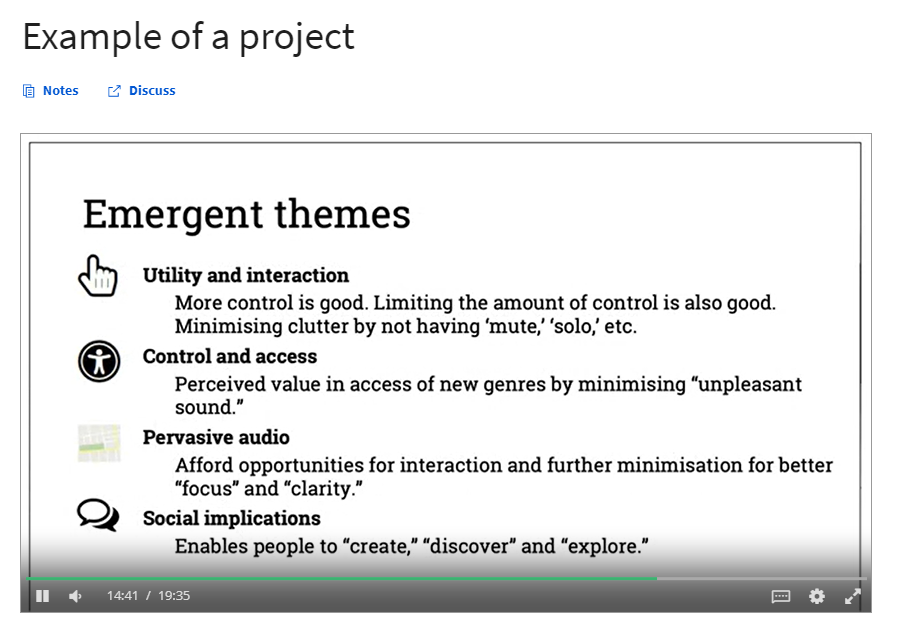 Example of a project
Notes
Discuss
Emergent themes
Utility and interaction
More control is good. Limiting the amount of control is also good.
Minimising clutter by not having ‘mute,’ ‘solo,’ etc.
Control and access
Perceived value in access of new genres by minimising “unpleasant
sound.”
Pervasive audio
Afford opportunities for interaction and further minimisation for better
“focus” and “clarity.”
Social implications
Enables people to “create,” “discover” and “explore.”
14:41 / 19:35